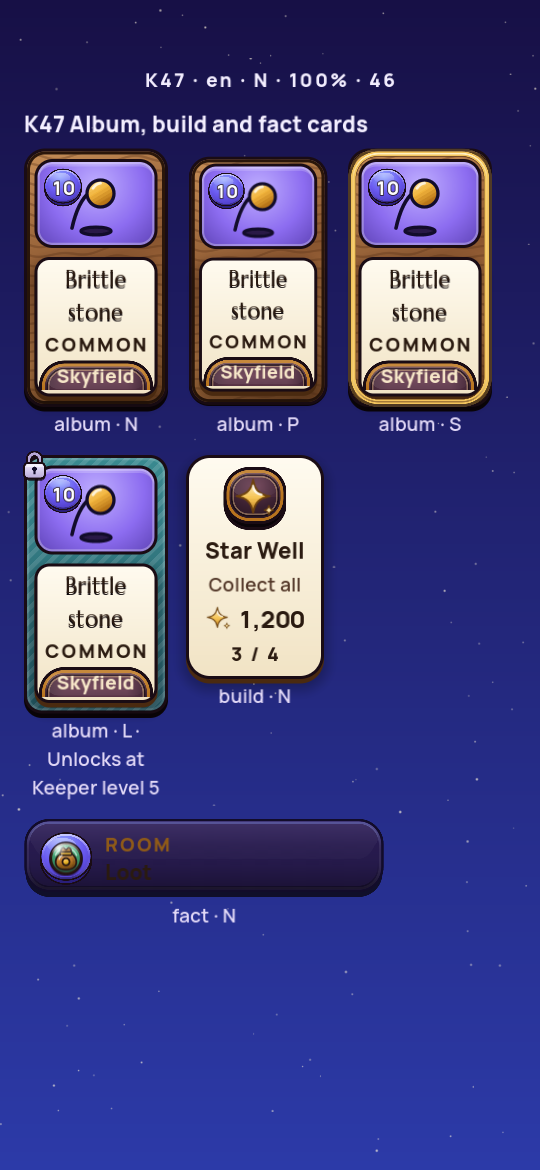 K47 · en · N · 100% · 46
K47 Album, build and fact cards
10
Brittle
stone
COMMON
Skyfield
album · N
10
Brittle
stone
COMMON
Skyfield
album · P
10
Brittle
stone
COMMON
Skyfield
album · S
10
Brittle
stone
COMMON
Skyfield
album · L ·
Unlocks at
Keeper level 5
Star Well
Collect all
1,200
3 / 4
build · N
ROOM
Loot
fact · N